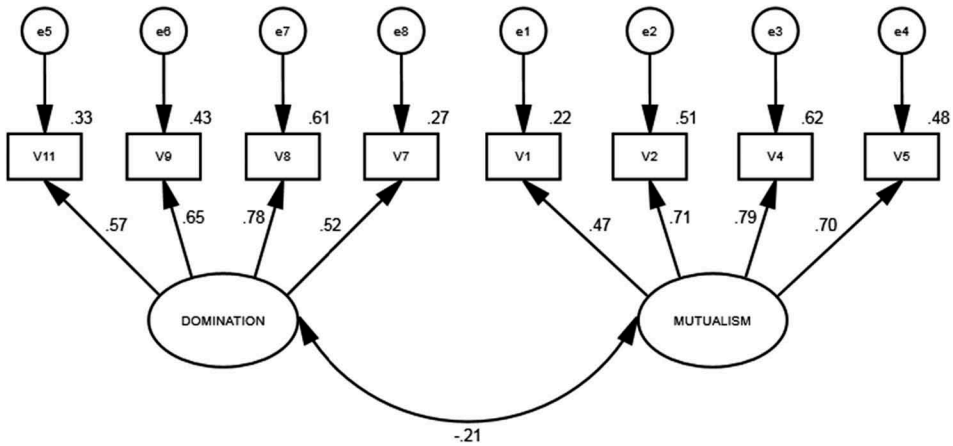 e5 e6 e7 e8 e1 e2 e3 e4
.33 .43 .61 .27 .22 .51 .62 .48
V11 V9 V8 V7 V1 V2 V4 V5
.57 .65 .78 .52 .47 .71 .79 .70
DOMINATION MUTUALISM
-.21